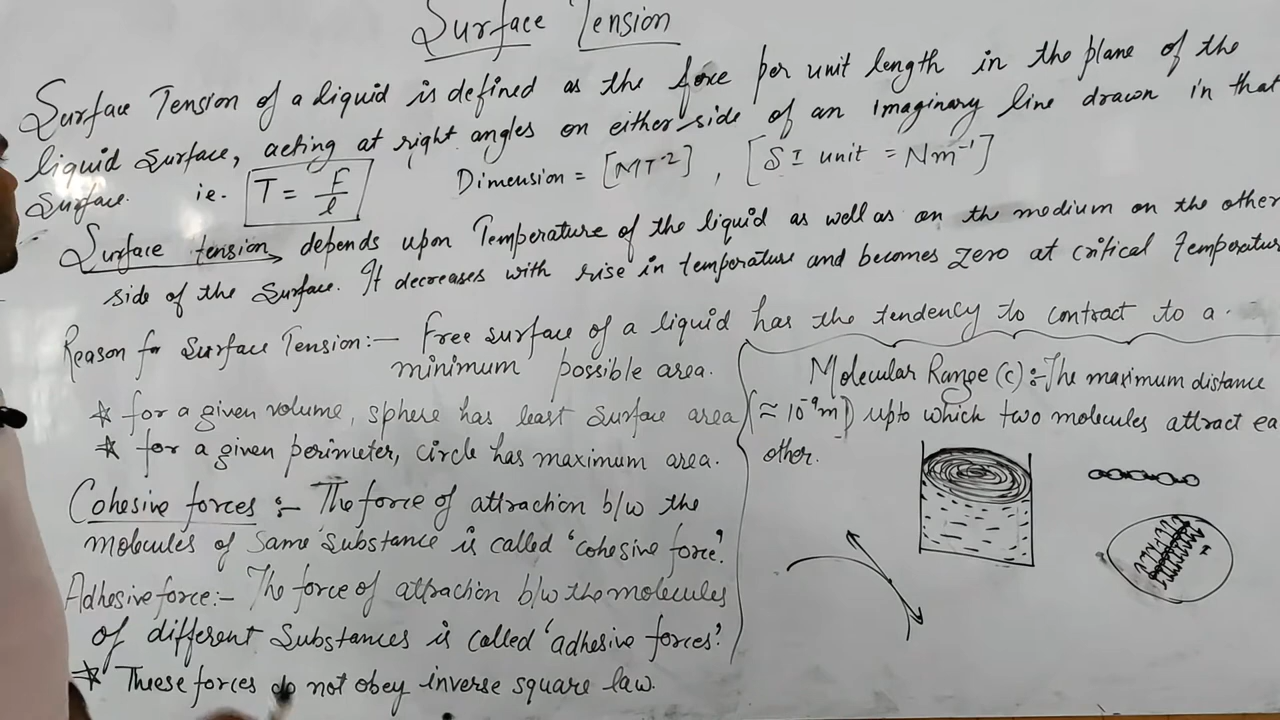 Surface Tension
Surface Tension of a liquid is defined as the force per unit length in the plane of the
liquid surface, acting at right angles on either side of an imaginary line drawn in that
surface. ie. T = F/l Dimension = [MT⁻²], [SI unit = Nm⁻¹]
Surface tension depends upon Temperature of the liquid as well as on the medium on the other
side of the surface. It decreases with rise in temperature and becomes zero at critical temperatur
Reason for Surface Tension:— Free surface of a liquid has the tendency to contract to a
minimum possible area.
* for a given volume, sphere has least surface area
* for a given perimeter, circle has maximum area.
Cohesive forces :- The force of attraction b/w the
molecules of same substance is called 'cohesive force'.
Adhesive force:- The force of attraction b/w the molecules
of different substances is called 'adhesive forces'.
* Theese forces do not obey inverse square law.
Molecular Range (c) :- The maximum distance
(≈ 10⁻⁹m) upto which two molecules attract ea
other.